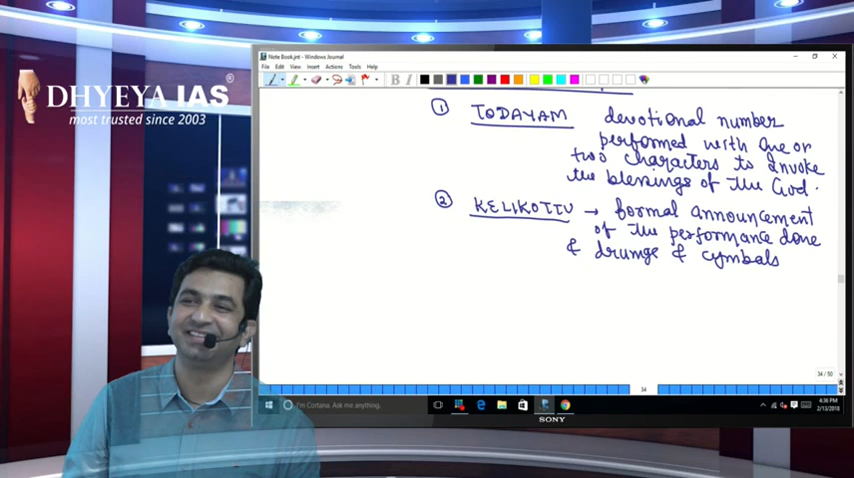 DHYEYA IAS®
most trusted since 2003
Note Book.jnt - Windows Journal
File Edit View Insert Actions Tools Help
B I
① TODAYAM devotional number
performed with one or
two characters to invoke
the blessings of the God.
② KELIKOTTU → formal announcement
of the performance done
& drumge & cymbals
34 / 50
34
I'm Cortana. Ask me anything.
4:36 PM
2/13/2018
SONY